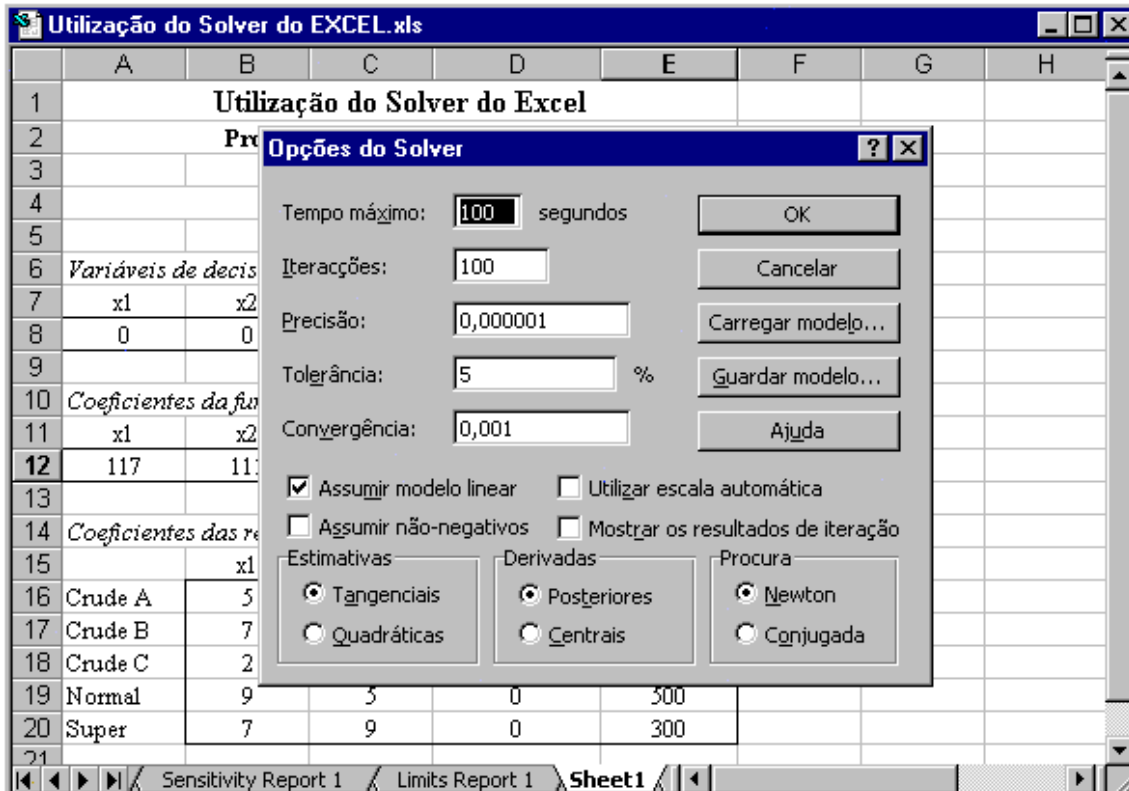 Utilização do Solver do EXCEL.xls
A B C D E F G H
1 Utilização do Solver do Excel
2
3
4
5
6 Variáveis de
7 x1 x2
8 0 0
9
10 Coeficientes da
11 x1 x2
12 117
13
14 Coeficientes das
15 x1
16 Crude A 5
17 Crude B 7
18 Crude C 2
19 Normal 9 5 0 500
20 Super 7 9 0 300
21
Opções do Solver
Tempo máximo: 100 segundos
OK
Iteracções: 100
Cancelar
Precisão: 0,000001
Carregar modelo...
Tolerância: 5 %
Guardar modelo...
Convergência: 0,001
Ajuda
Assumir modelo linear
Utilizar escala automática
Assumir não-negativos
Mostrar os resultados de iteração
Estimativas
Tangenciais
Quadráticas
Derivadas
Posteriores
Centrais
Procura
Newton
Conjugada
Sensitivity Report 1 Limits Report 1 Sheet1